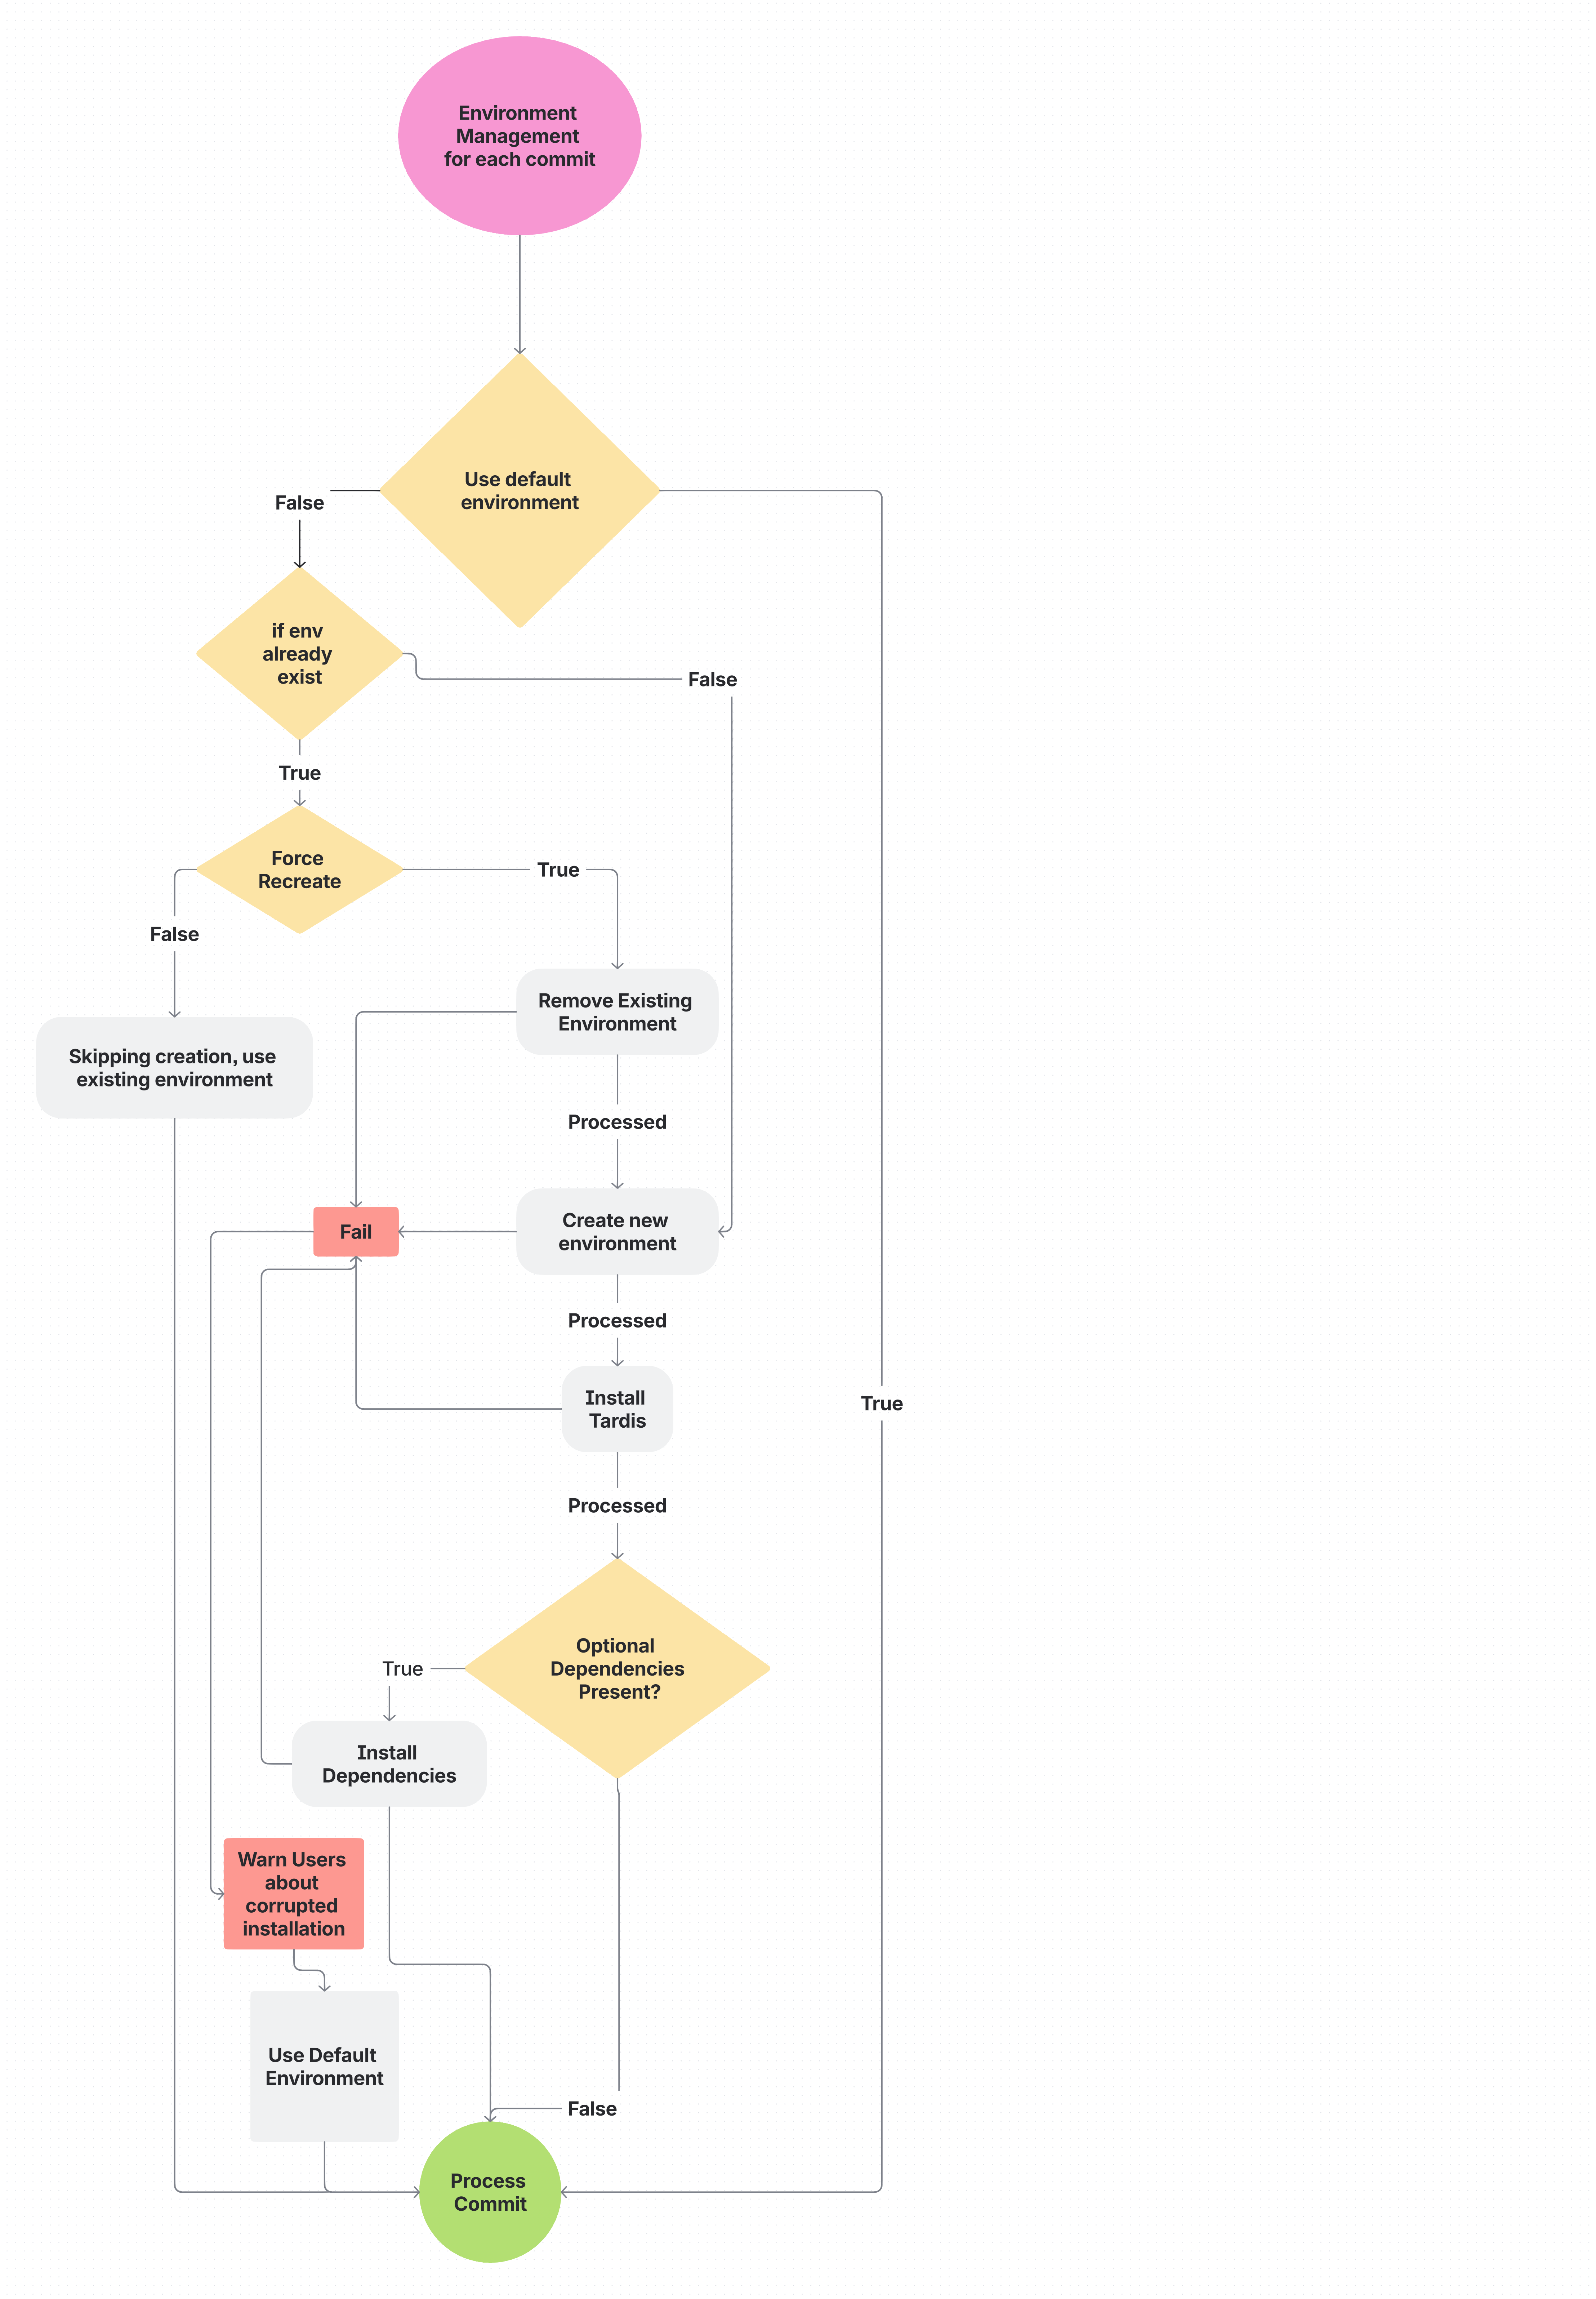 Environment
Management
for each commit
Use default
environment
False
if env
already
exist
False
True
Force
Recreate
True
False
Remove Existing
Environment
Skipping creation, use
existing environment
Processed
Fail
Create new
environment
Processed
Install
Tardis
True
Processed
Optional
Dependencies
Present?
True
Install
Dependencies
Warn Users
about
corrupted
installation
Use Default
Environment
False
Process
Commit